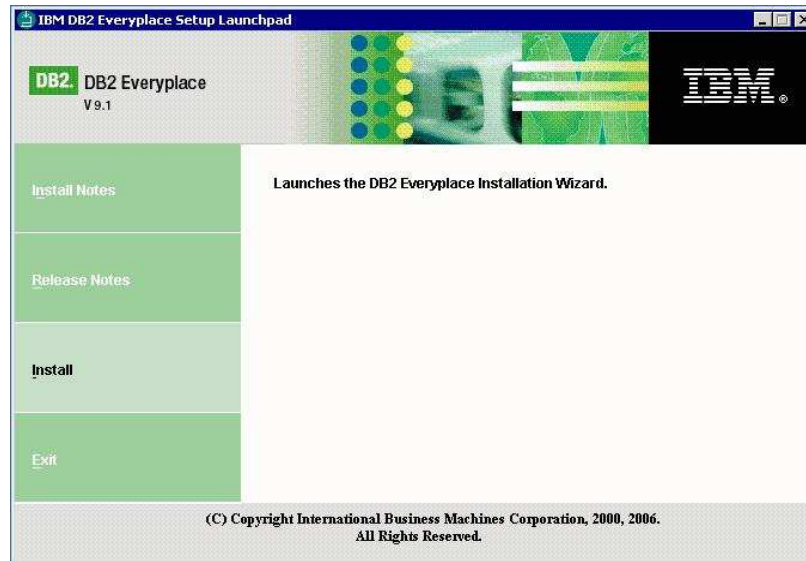 IBM DB2 Everyplace Setup Launchpad
DB2. DB2 Everyplace
V 9.1
IBM®
Install Notes
Launches the DB2 Everyplace Installation Wizard.
Release Notes
Install
Exit
(C) Copyright International Business Machines Corporation, 2000, 2006.
All Rights Reserved.